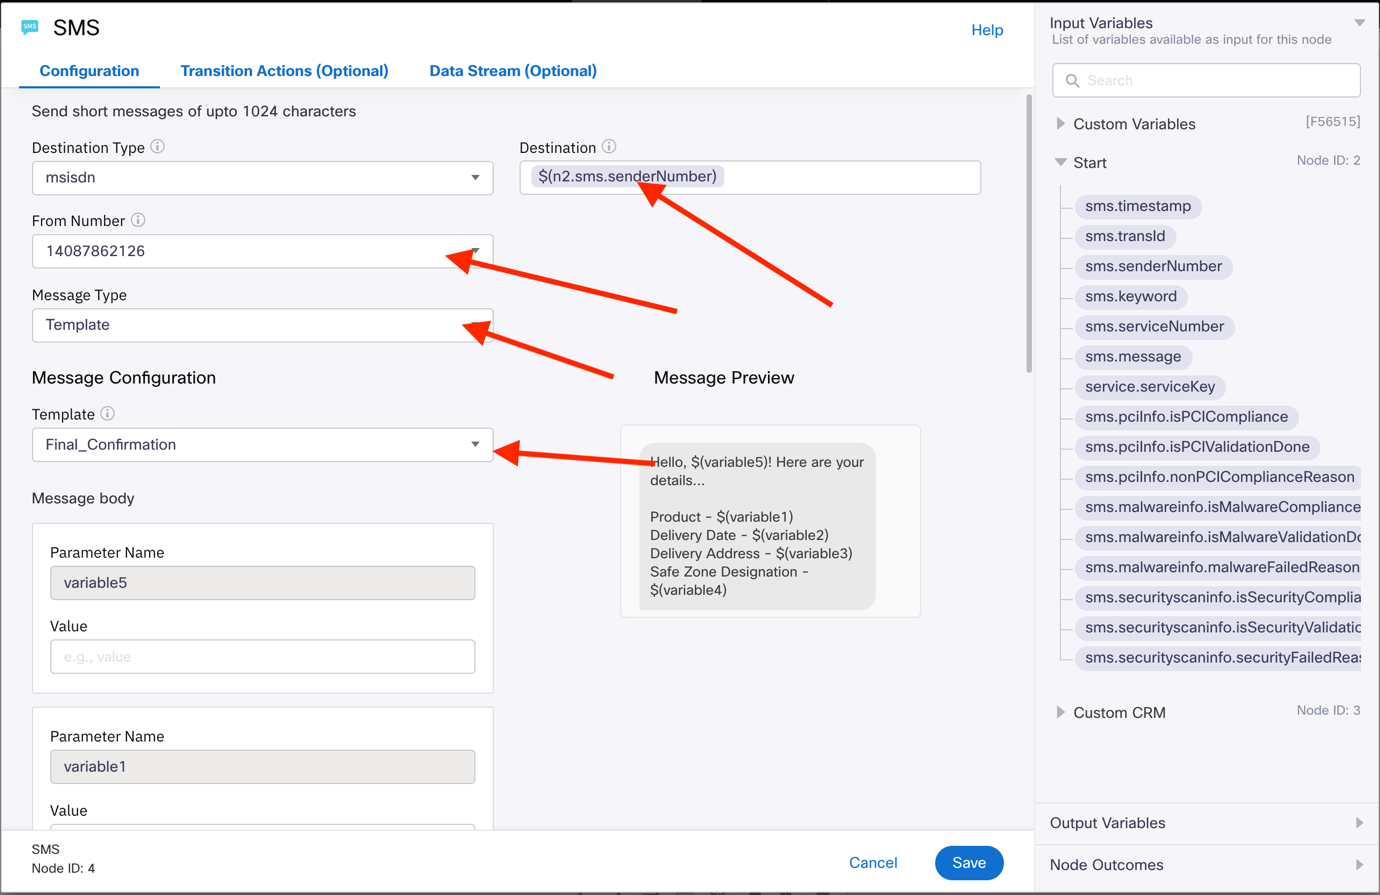 SMS
SMS
Help
Configuration
Transition Actions (Optional)
Data Stream (Optional)
Send short messages of upto 1024 characters
Destination Type
msisdn
Destination
$(n2.sms.senderNumber)
From Number
14087862126
Message Type
Template
Message Configuration
Template
Final_Confirmation
Message body
Parameter Name
variable5
Value
e.g., value
Parameter Name
variable1
Value
Message Preview
Hello, $(variable5)! Here are your
details...
Product - $(variable1)
Delivery Date - $(variable2)
Delivery Address - $(variable3)
Safe Zone Designation -
$(variable4)
SMS
Node ID: 4
Cancel
Save
Input Variables
List of variables available as input for this node
Search
Custom Variables
[F56515]
Start
Node ID: 2
sms.timestamp
sms.transId
sms.senderNumber
sms.keyword
sms.serviceNumber
sms.message
service.serviceKey
sms.pciInfo.isPCICompliance
sms.pciInfo.isPCIValidationDone
sms.pciInfo.nonPCIComplianceReason
sms.malwareinfo.isMalwareCompliance
sms.malwareinfo.isMalwareValidationDo
sms.malwareinfo.malwareFailedReason
sms.securityscaninfo.isSecurityComplia
sms.securityscaninfo.isSecurityValidatio
sms.securityscaninfo.securityFailedReas
Custom CRM
Node ID: 3
Output Variables
Node Outcomes